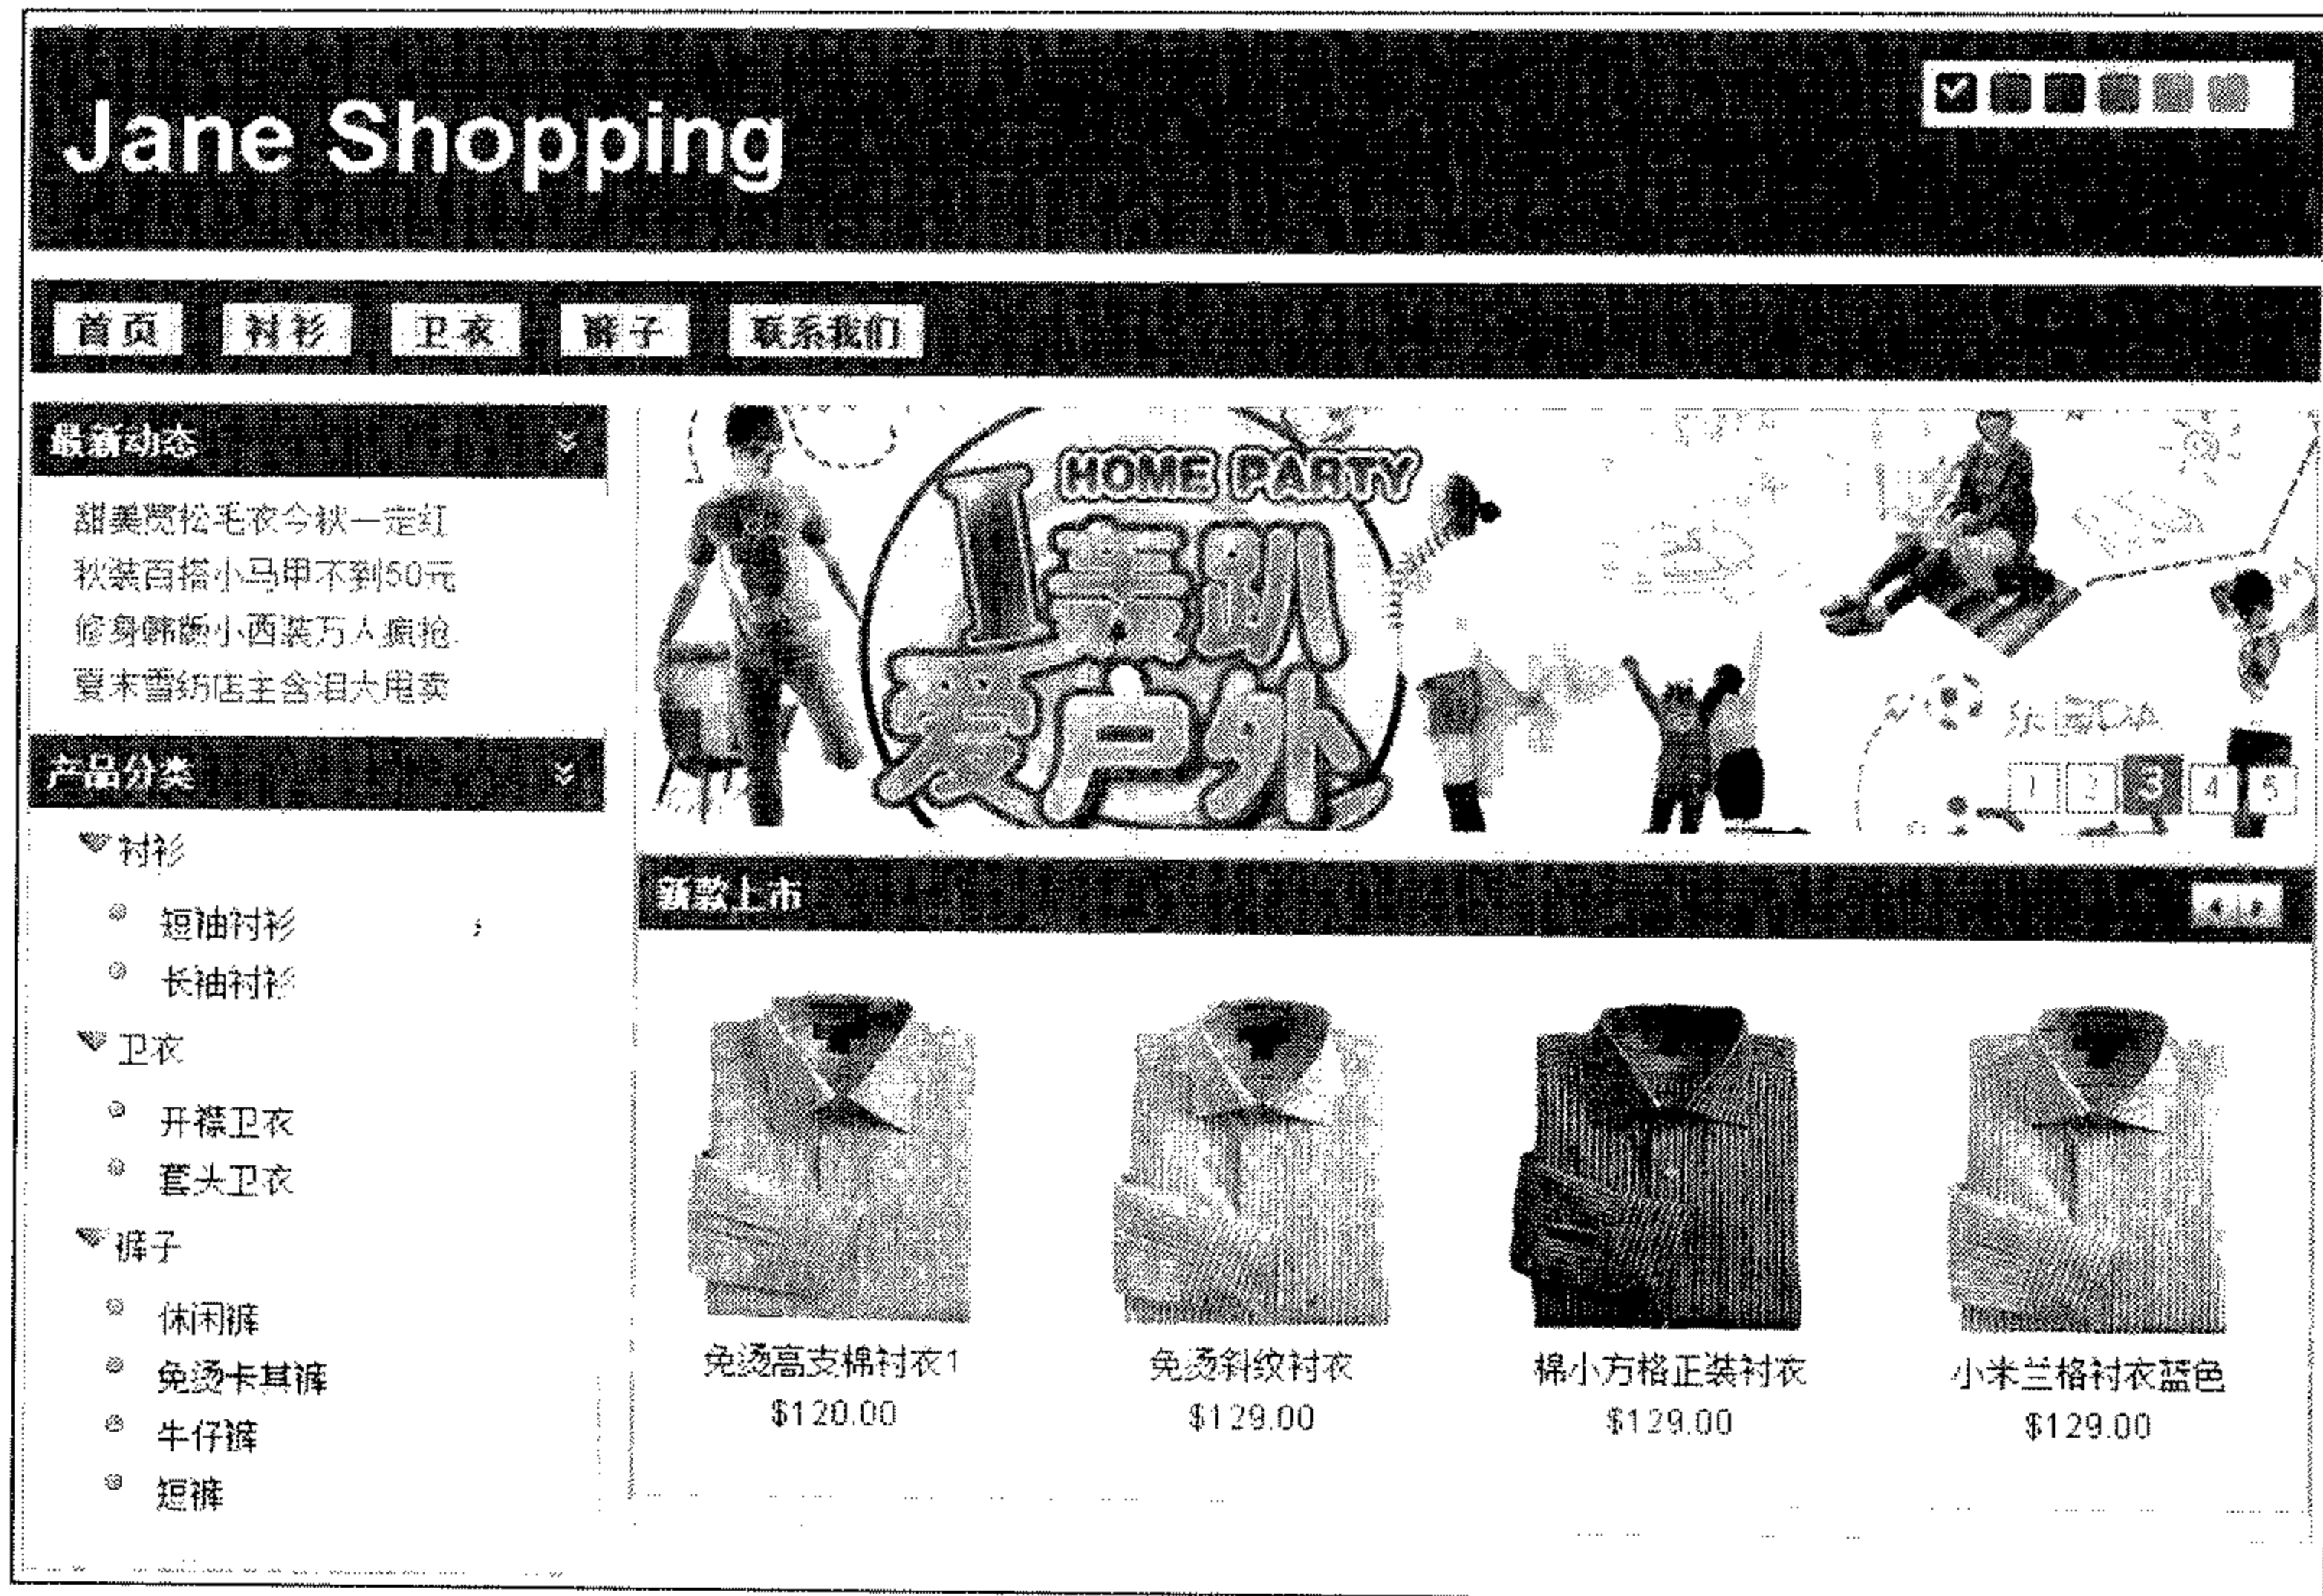 Jane Shopping
首页 衬衫 卫衣 裤子 联系我们
最新动态
甜美宽松毛衣今秋一定红
秋装百搭小马甲不到50元
修身韩版小西装万人疯抢
夏末雪纺店主含泪大甩卖
产品分类
衬衫
短袖衬衫
长袖衬衫
卫衣
开襟卫衣
套头卫衣
裤子
休闲裤
免烫卡其裤
牛仔裤
短裤
HOME PARTY
爱户外
1 2 3 4 5
新款上市
免烫高支棉衬衣1
$120.00
免烫斜纹衬衣
$129.00
棉小方格正装衬衣
$129.00
小米兰格衬衣蓝色
$129.00